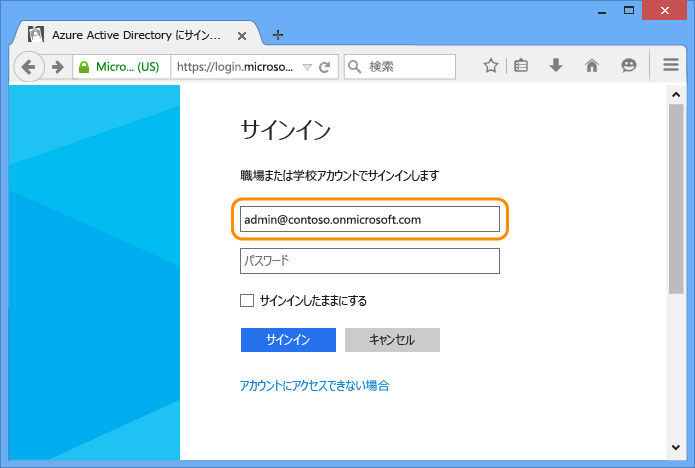 Azure Active Directory にサイン...
Micro... (US)
https://login.microso...
検索
サインイン
職場または学校アカウントでサインインします
admin@contoso.onmicrosoft.com
パスワード
サインインしたままにする
サインイン
キャンセル
アカウントにアクセスできない場合